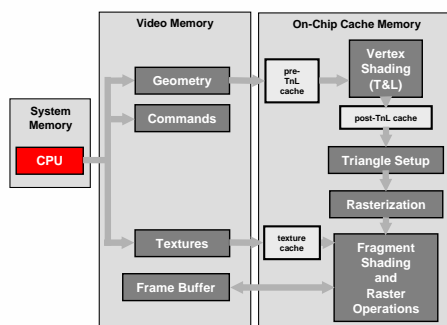 Video Memory
On-Chip Cache Memory
System
Memory
CPU
Geometry
Commands
Textures
Frame Buffer
pre-
TnL
cache
Vertex
Shading
(T&L)
post-TnL cache
Triangle Setup
Rasterization
texture
cache
Fragment
Shading
and
Raster
Operations